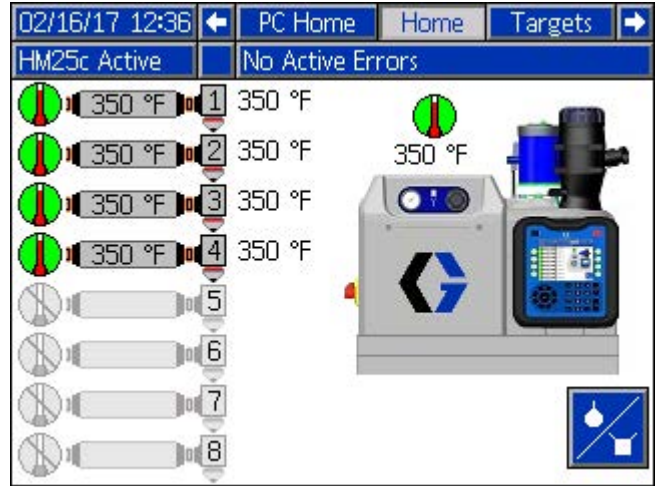 02/16/17 12:36 PC Home Home Targets
HM25c Active No Active Errors
350 °F 1 350 °F
350 °F
350 °F 2 350 °F
350 °F 3 350 °F
350 °F 4 350 °F
5
6
7
8